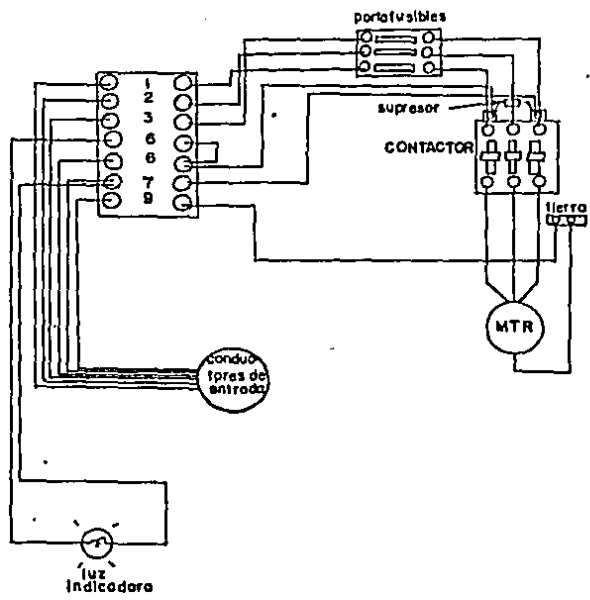 portafusibles
1
2
3
6
6
7
9
supresor
CONTACTOR
tierra
MTR
conduc
tores de
entrada
luz
indicadora